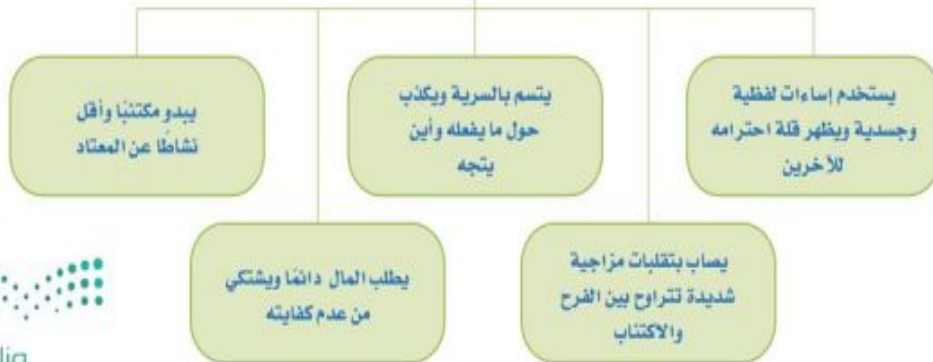 يستخدم إساءات لفظية
وجسدية ويظهر قلة احترامه
للأخرين
يتسم بالسرية ويكذب
حول ما يفعله وأين
يتجه
يبدو مكتئبًا وأقل
نشاطًا عن المعتاد
يصاب بتقلبات مزاجية
شديدة تتراوح بين الفرح
والاكتئاب
يطلب المال دائمًا ويشتكي
من عدم كفايته